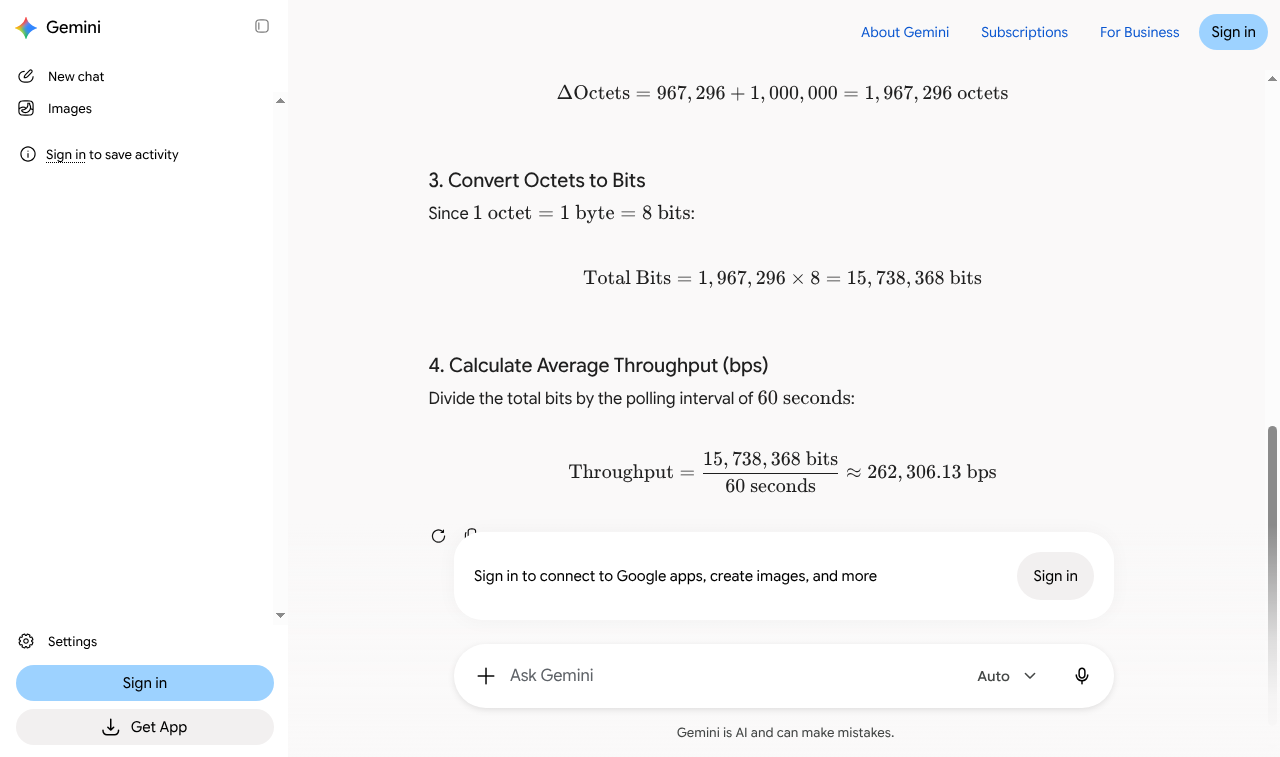 Gemini
New chat
Images
Sign in to save activity
Settings
Sign in
Get App
About Gemini
Subscriptions
For Business
Sign in
ΔOctets = 967,296 + 1,000,000 = 1,967,296 octets
3. Convert Octets to Bits
Since 1 octet = 1 byte = 8 bits:
Total Bits = 1,967,296 × 8 = 15,738,368 bits
4. Calculate Average Throughput (bps)
Divide the total bits by the polling interval of 60 seconds:
Throughput = 15,738,368 bits / 60 seconds ≈ 262,306.13 bps
Sign in to connect to Google apps, create images, and more
Sign in
Ask Gemini
Auto
Gemini is AI and can make mistakes.